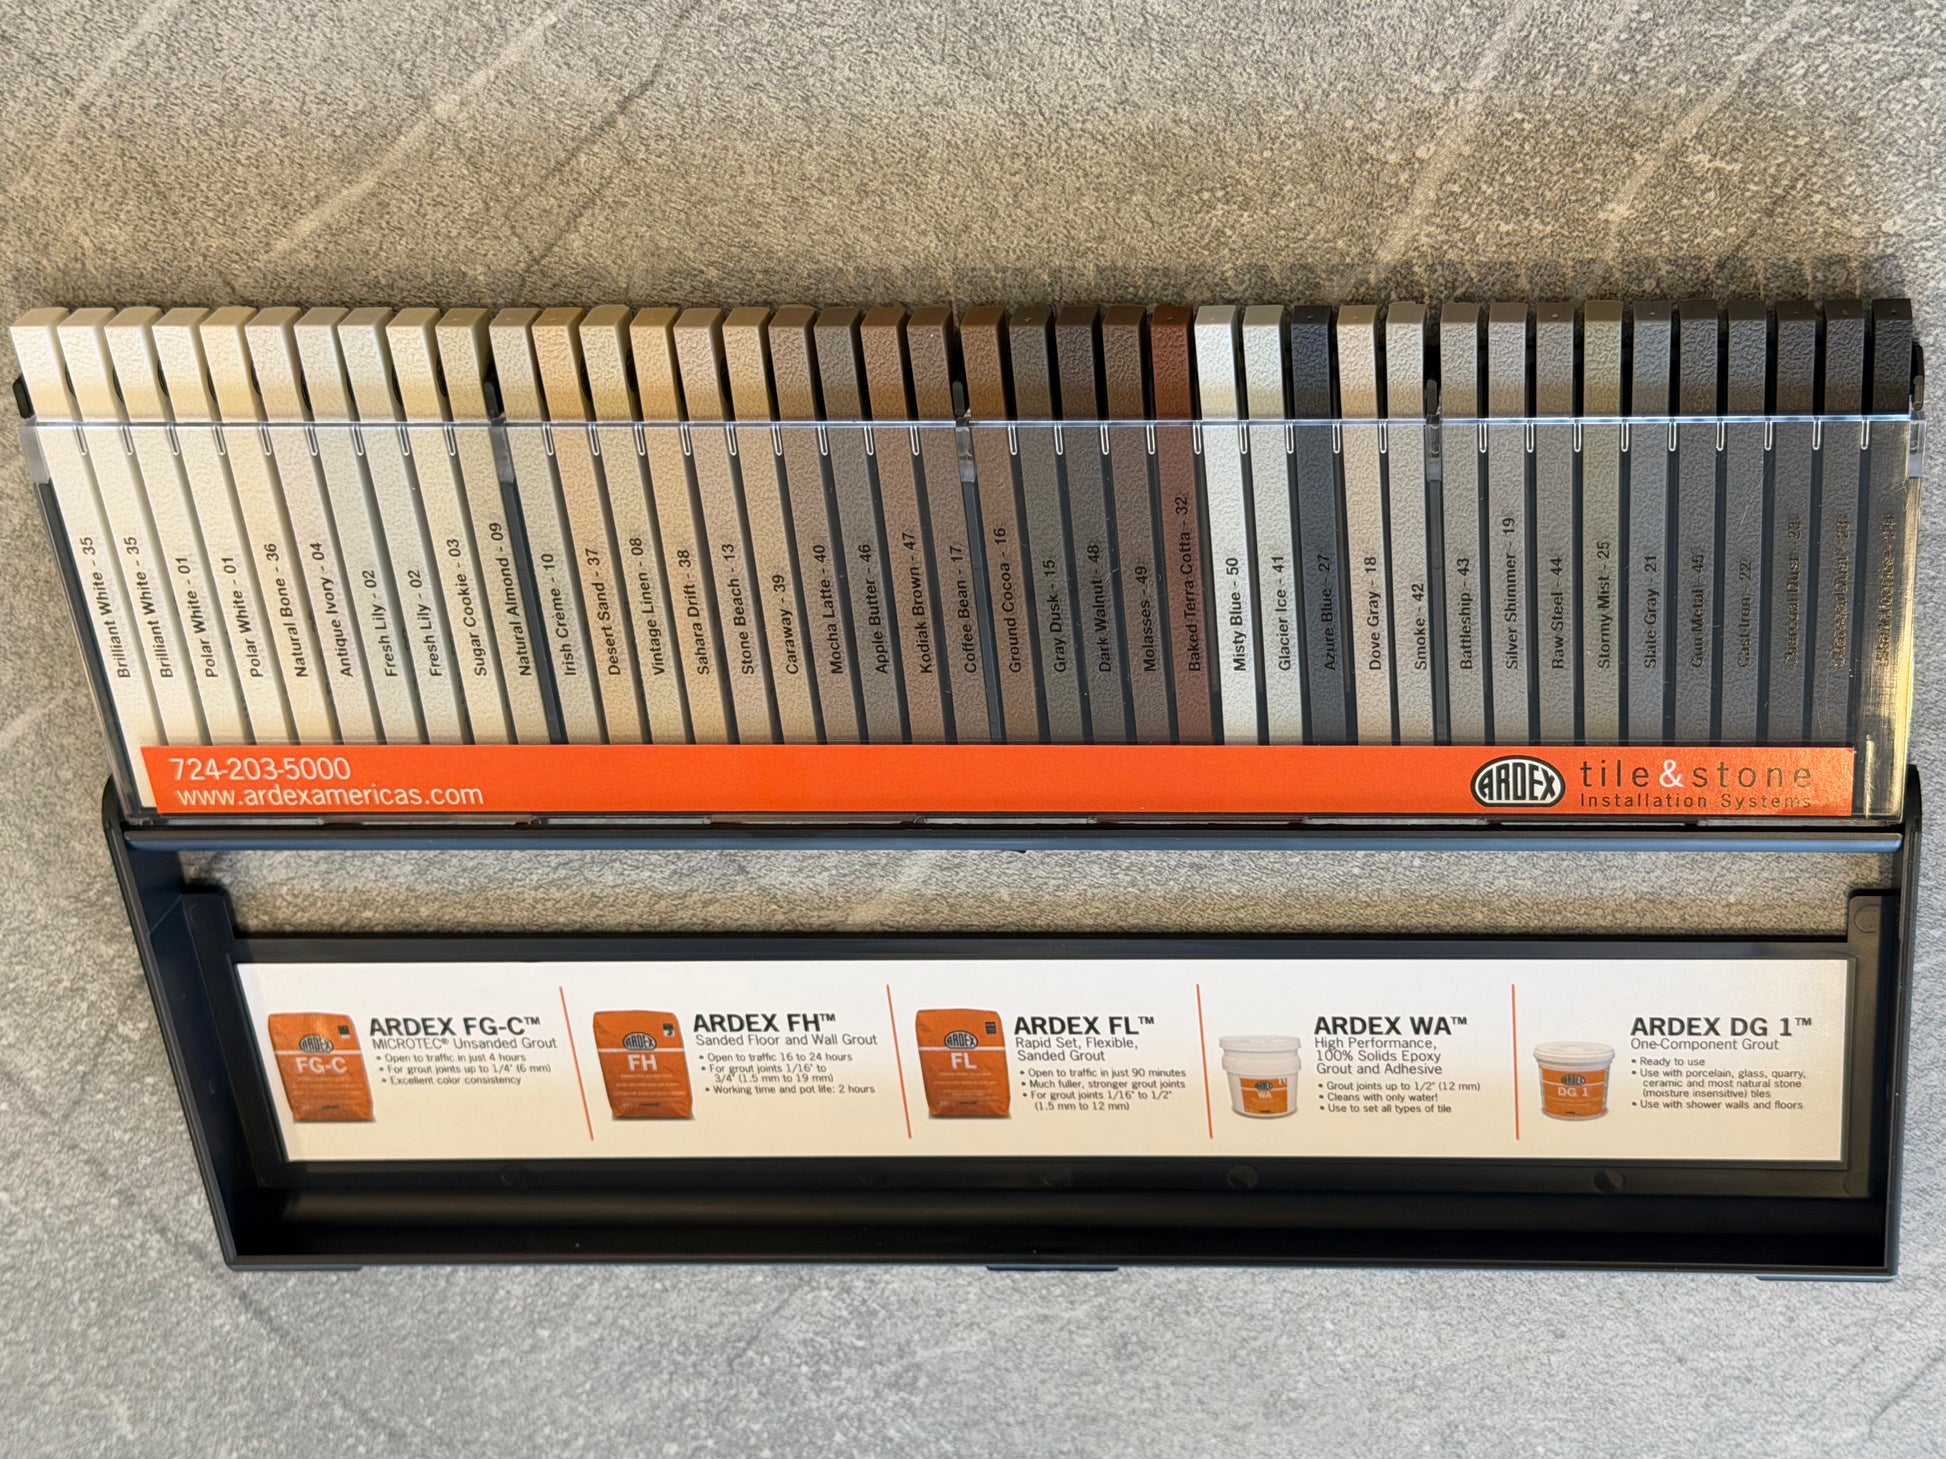 Brilliant White - 35
Brilliant White - 35
Polar White - 01
Polar White - 01
Natural Bone - 36
Antique Ivory - 04
Fresh Lily - 02
Fresh Lily - 02
Sugar Cookie - 03
Natural Almond - 09
Irish Crème - 10
Desert Sand - 37
Vintage Linen - 08
Sahara Drift - 38
Stone Beach - 13
Caraway - 39
Mocha Latte - 40
Apple Butter - 46
Kodiak Brown - 47
Coffee Bean - 17
Ground Cocoa - 16
Gray Dusk - 15
Dark Walnut - 48
Molasses - 49
Baked Terra Cotta - 32
Misty Blue - 50
Glacier Ice - 41
Azure Blue - 27
Dove Gray - 18
Smoke - 42
Battleship - 43
Silver Shimmer - 19
Raw Steel - 44
Stormy Mist - 25
Slate Gray - 21
Gun Metal - 45
Cast Iron - 22
Charcoal Dust - 23
724-203-5000
www.ardexamericas.com
ARDEX
tile&stone
Installation Systems
ARDEX
FG-C
ARDEX FG-C™
MICROTEC® Unsanded Grout
• Open to traffic in just 4 hours
• For grout joints up to 1/4" (6 mm)
• Excellent color consistency
ARDEX
FH
ARDEX FH™
Sanded Floor and Wall Grout
• Open to traffic 16 to 24 hours
• For grout joints 1/16" to
3/4" (1.5 mm to 19 mm)
• Working time and pot life: 2 hours
ARDEX
FL
ARDEX FL™
Rapid Set, Flexible,
Sanded Grout
• Open to traffic in just 90 minutes
• Much fuller, stronger grout joints
• For grout joints 1/16" to 1/2"
(1.5 mm to 12 mm)
ARDEX
WA
ARDEX WA™
High Performance,
100% Solids Epoxy
Grout and Adhesive
• Grout joints up to 1/2" (12 mm)
• Cleans with only water!
• Use to set all types of tile
ARDEX
DG 1
ARDEX DG 1™
One-Component Grout
• Ready to use
• Use with porcelain, glass, quarry,
ceramic and most natural stone
(moisture insensitive) tiles
• Use with shower walls and floors